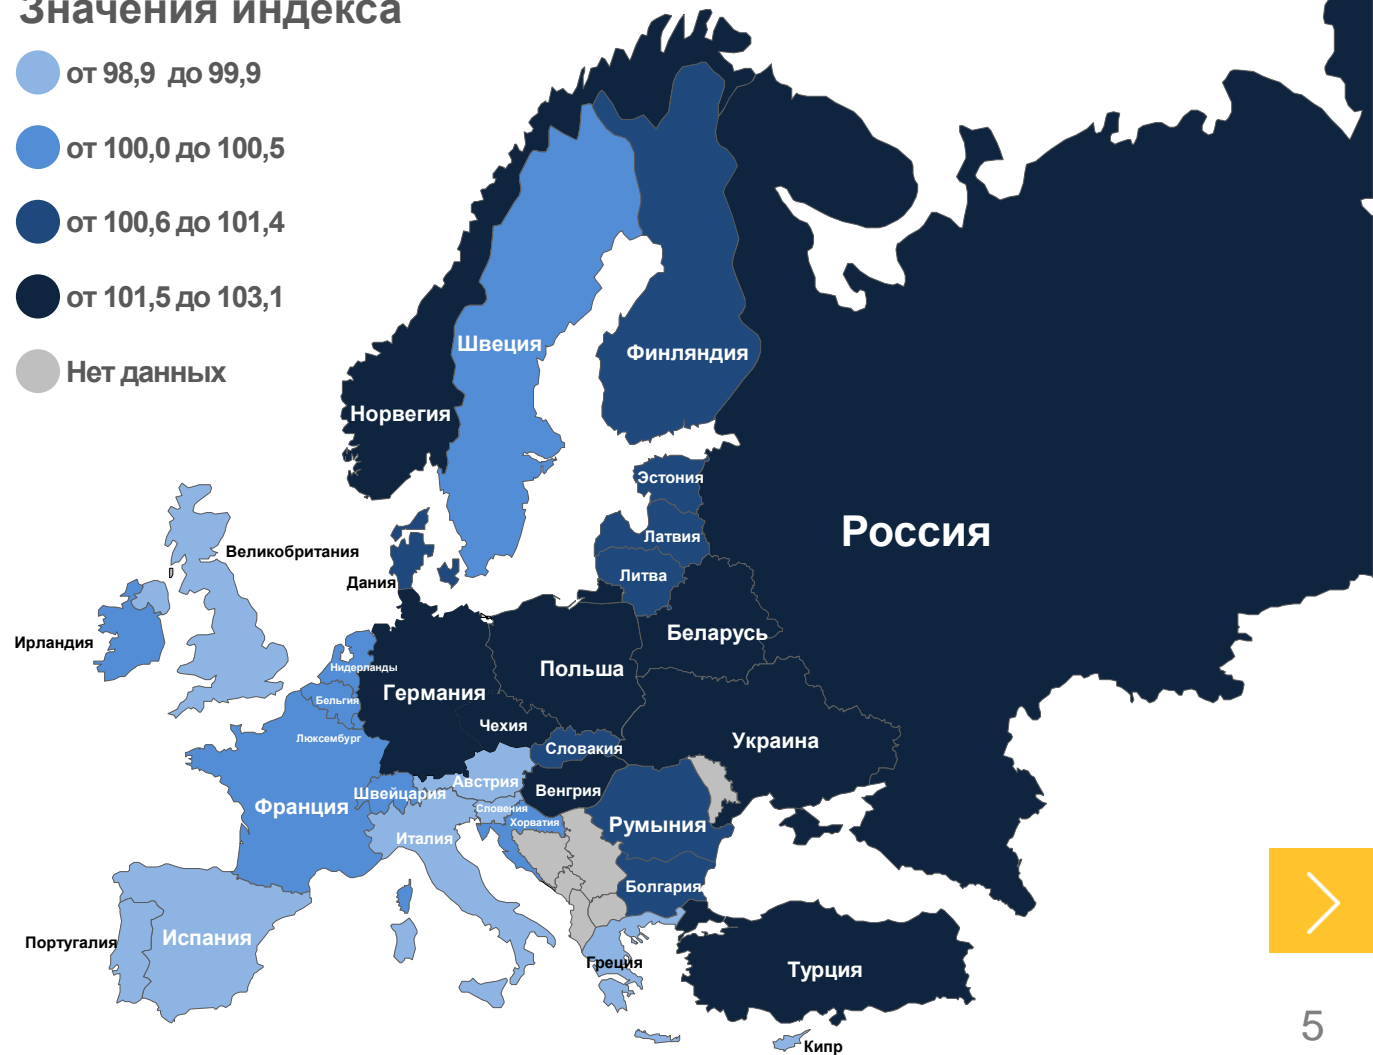 Значения индекса
от 98,9 до 99,9
от 100,0 до 100,5
от 100,6 до 101,4
от 101,5 до 103,1
Нет данных
Швеция
Финляндия
Норвегия
Эстония
Россия
Латвия
Великобритания
Литва
Дания
Беларусь
Ирландия
Нидерланды
Польша
Германия
Бельгия
Чехия
Люксембург
Украина
Словакия
Австрия
Венгрия
Швейцария
Франция
Словения
Хорватия
Румыния
Италия
Болгария
Испания
Португалия
Греция
Турция
5
Кипр